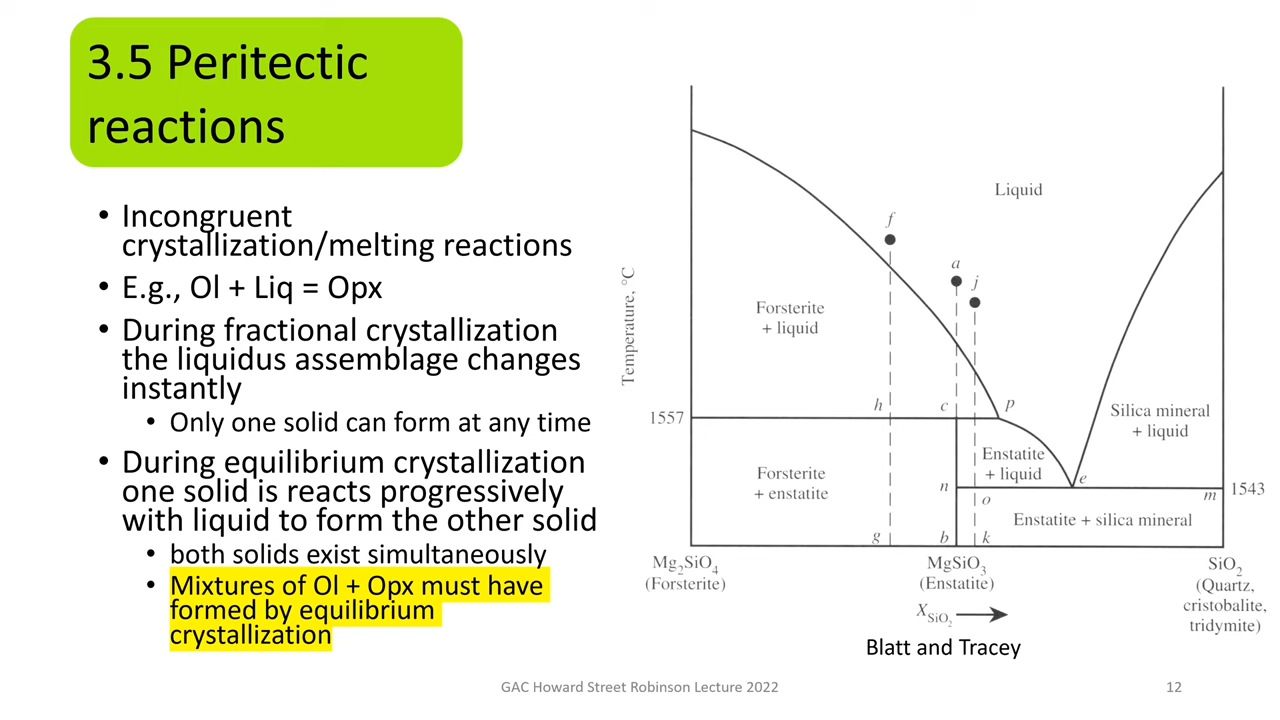 3.5 Peritectic
reactions
• Incongruent
crystallization/melting reactions
• E.g., Ol + Liq = Opx
• During fractional crystallization
the liquidus assemblage changes
instantly
• Only one solid can form at any time
• During equilibrium crystallization
one solid is reacts progressively
with liquid to form the other solid
• both solids exist simultaneously
• Mixtures of Ol + Opx must have
formed by equilibrium
crystallization
Temperature, °C
Liquid
f
a
j
Forsterite
+ liquid
h
c
p
1557
Silica mineral
+ liquid
Enstatite
+ liquid
Forsterite
+ enstatite
n
e
o
m
1543
Enstatite + silica mineral
g
b
k
Mg₂SiO₄
(Forsterite)
MgSiO₃
(Enstatite)
SiO₂
(Quartz,
cristobalite,
tridymite)
X SiO₂
Blatt and Tracey
GAC Howard Street Robinson Lecture 2022
12